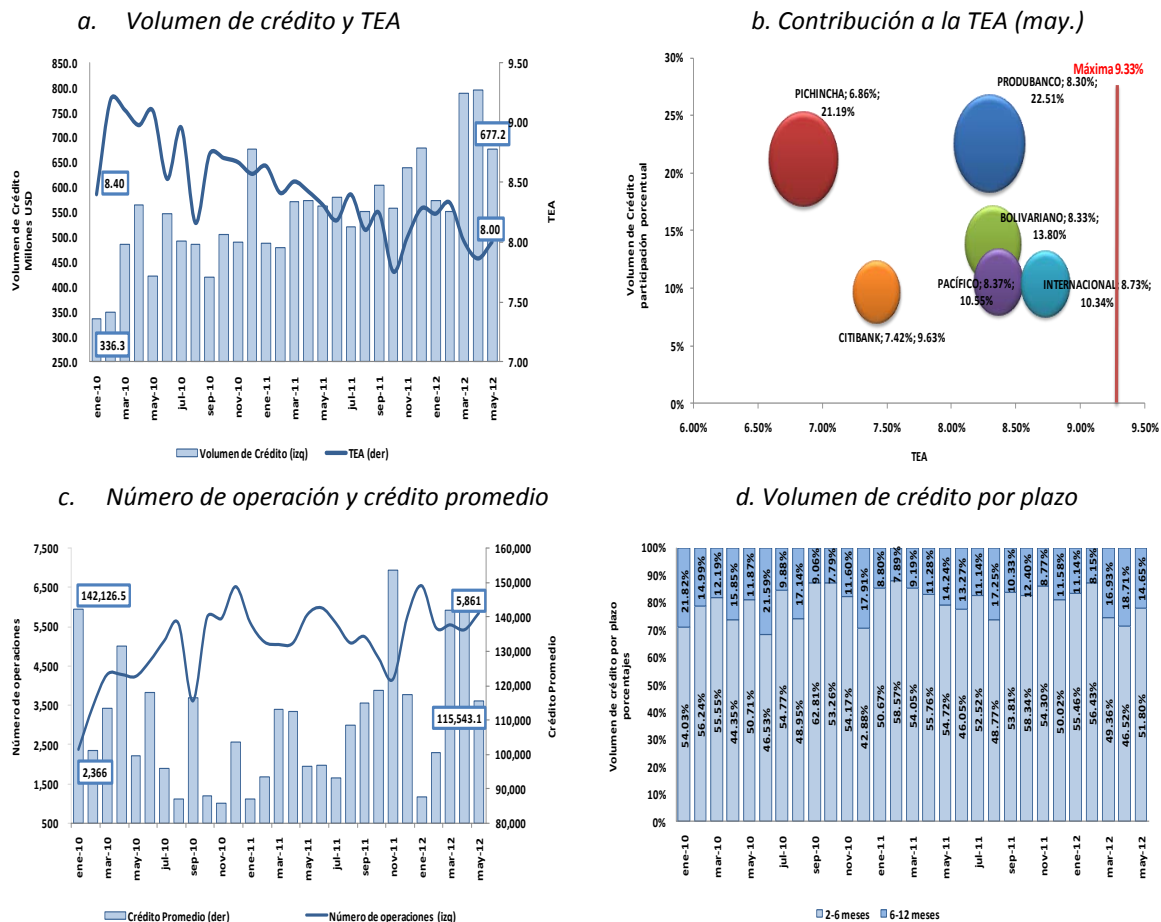 a. Volumen de crédito y TEA
850.0
800.0
750.0
700.0
650.0
600.0
550.0
500.0
450.0
400.0
350.0
300.0
250.0
Volumen de Crédito
Millones USD
9.50
9.00
8.50
8.00
7.50
7.00
TEA
8.40
336.3
677.2
8.00
ene-10
mar-10
may-10
jul-10
sep-10
nov-10
ene-11
mar-11
may-11
jul-11
sep-11
nov-11
ene-12
mar-12
may-12
Volumen de Crédito (izq)
TEA (der)
b. Contribución a la TEA (may.)
30%
25%
20%
15%
10%
5%
0%
Volumen de Crédito
participación porcentual
PICHINCHA; 6.86%;
21.19%
PRODUBANCO; 8.30%;
22.51%
Máxima 9.33%
BOLIVARIANO; 8.33%;
13.80%
PACÍFICO; 8.37%;
10.55%
INTERNACIONAL; 8.73%;
10.34%
CITIBANK; 7.42%; 9.63%
6.00%
6.50%
7.00%
7.50%
8.00%
8.50%
9.00%
9.50%
TEA
c. Número de operación y crédito promedio
7,500
6,500
5,500
4,500
3,500
2,500
1,500
500
Número de operaciones
160,000
150,000
140,000
130,000
120,000
110,000
100,000
90,000
80,000
Crédito Promedio
142,126.5
2,366
5,861
115,543.1
ene-10
mar-10
may-10
jul-10
sep-10
nov-10
ene-11
mar-11
may-11
jul-11
sep-11
nov-11
ene-12
mar-12
may-12
Crédito Promedio (der)
Número de operaciones (izq)
d. Volumen de crédito por plazo
100%
90%
80%
70%
60%
50%
40%
30%
20%
10%
0%
Volumen de crédito por plazo
porcentajes
21.82%
14.99%
12.19%
15.85%
11.87%
21.59%
9.88%
17.14%
9.06%
7.79%
11.60%
17.91%
8.80%
7.89%
9.19%
11.28%
14.24%
13.27%
11.14%
17.25%
10.33%
12.40%
8.77%
11.58%
11.14%
8.15%
16.93%
18.71%
14.65%
54.03%
56.24%
55.55%
44.35%
50.71%
46.53%
54.77%
48.95%
62.81%
53.26%
54.17%
42.88%
50.67%
58.57%
54.05%
55.76%
54.72%
46.05%
52.52%
48.77%
53.81%
58.34%
54.30%
50.02%
55.46%
56.43%
49.36%
46.52%
51.80%
ene-10
mar-10
may-10
jul-10
sep-10
nov-10
ene-11
mar-11
may-11
jul-11
sep-11
nov-11
ene-12
mar-12
may-12
2-6 meses
6-12 meses